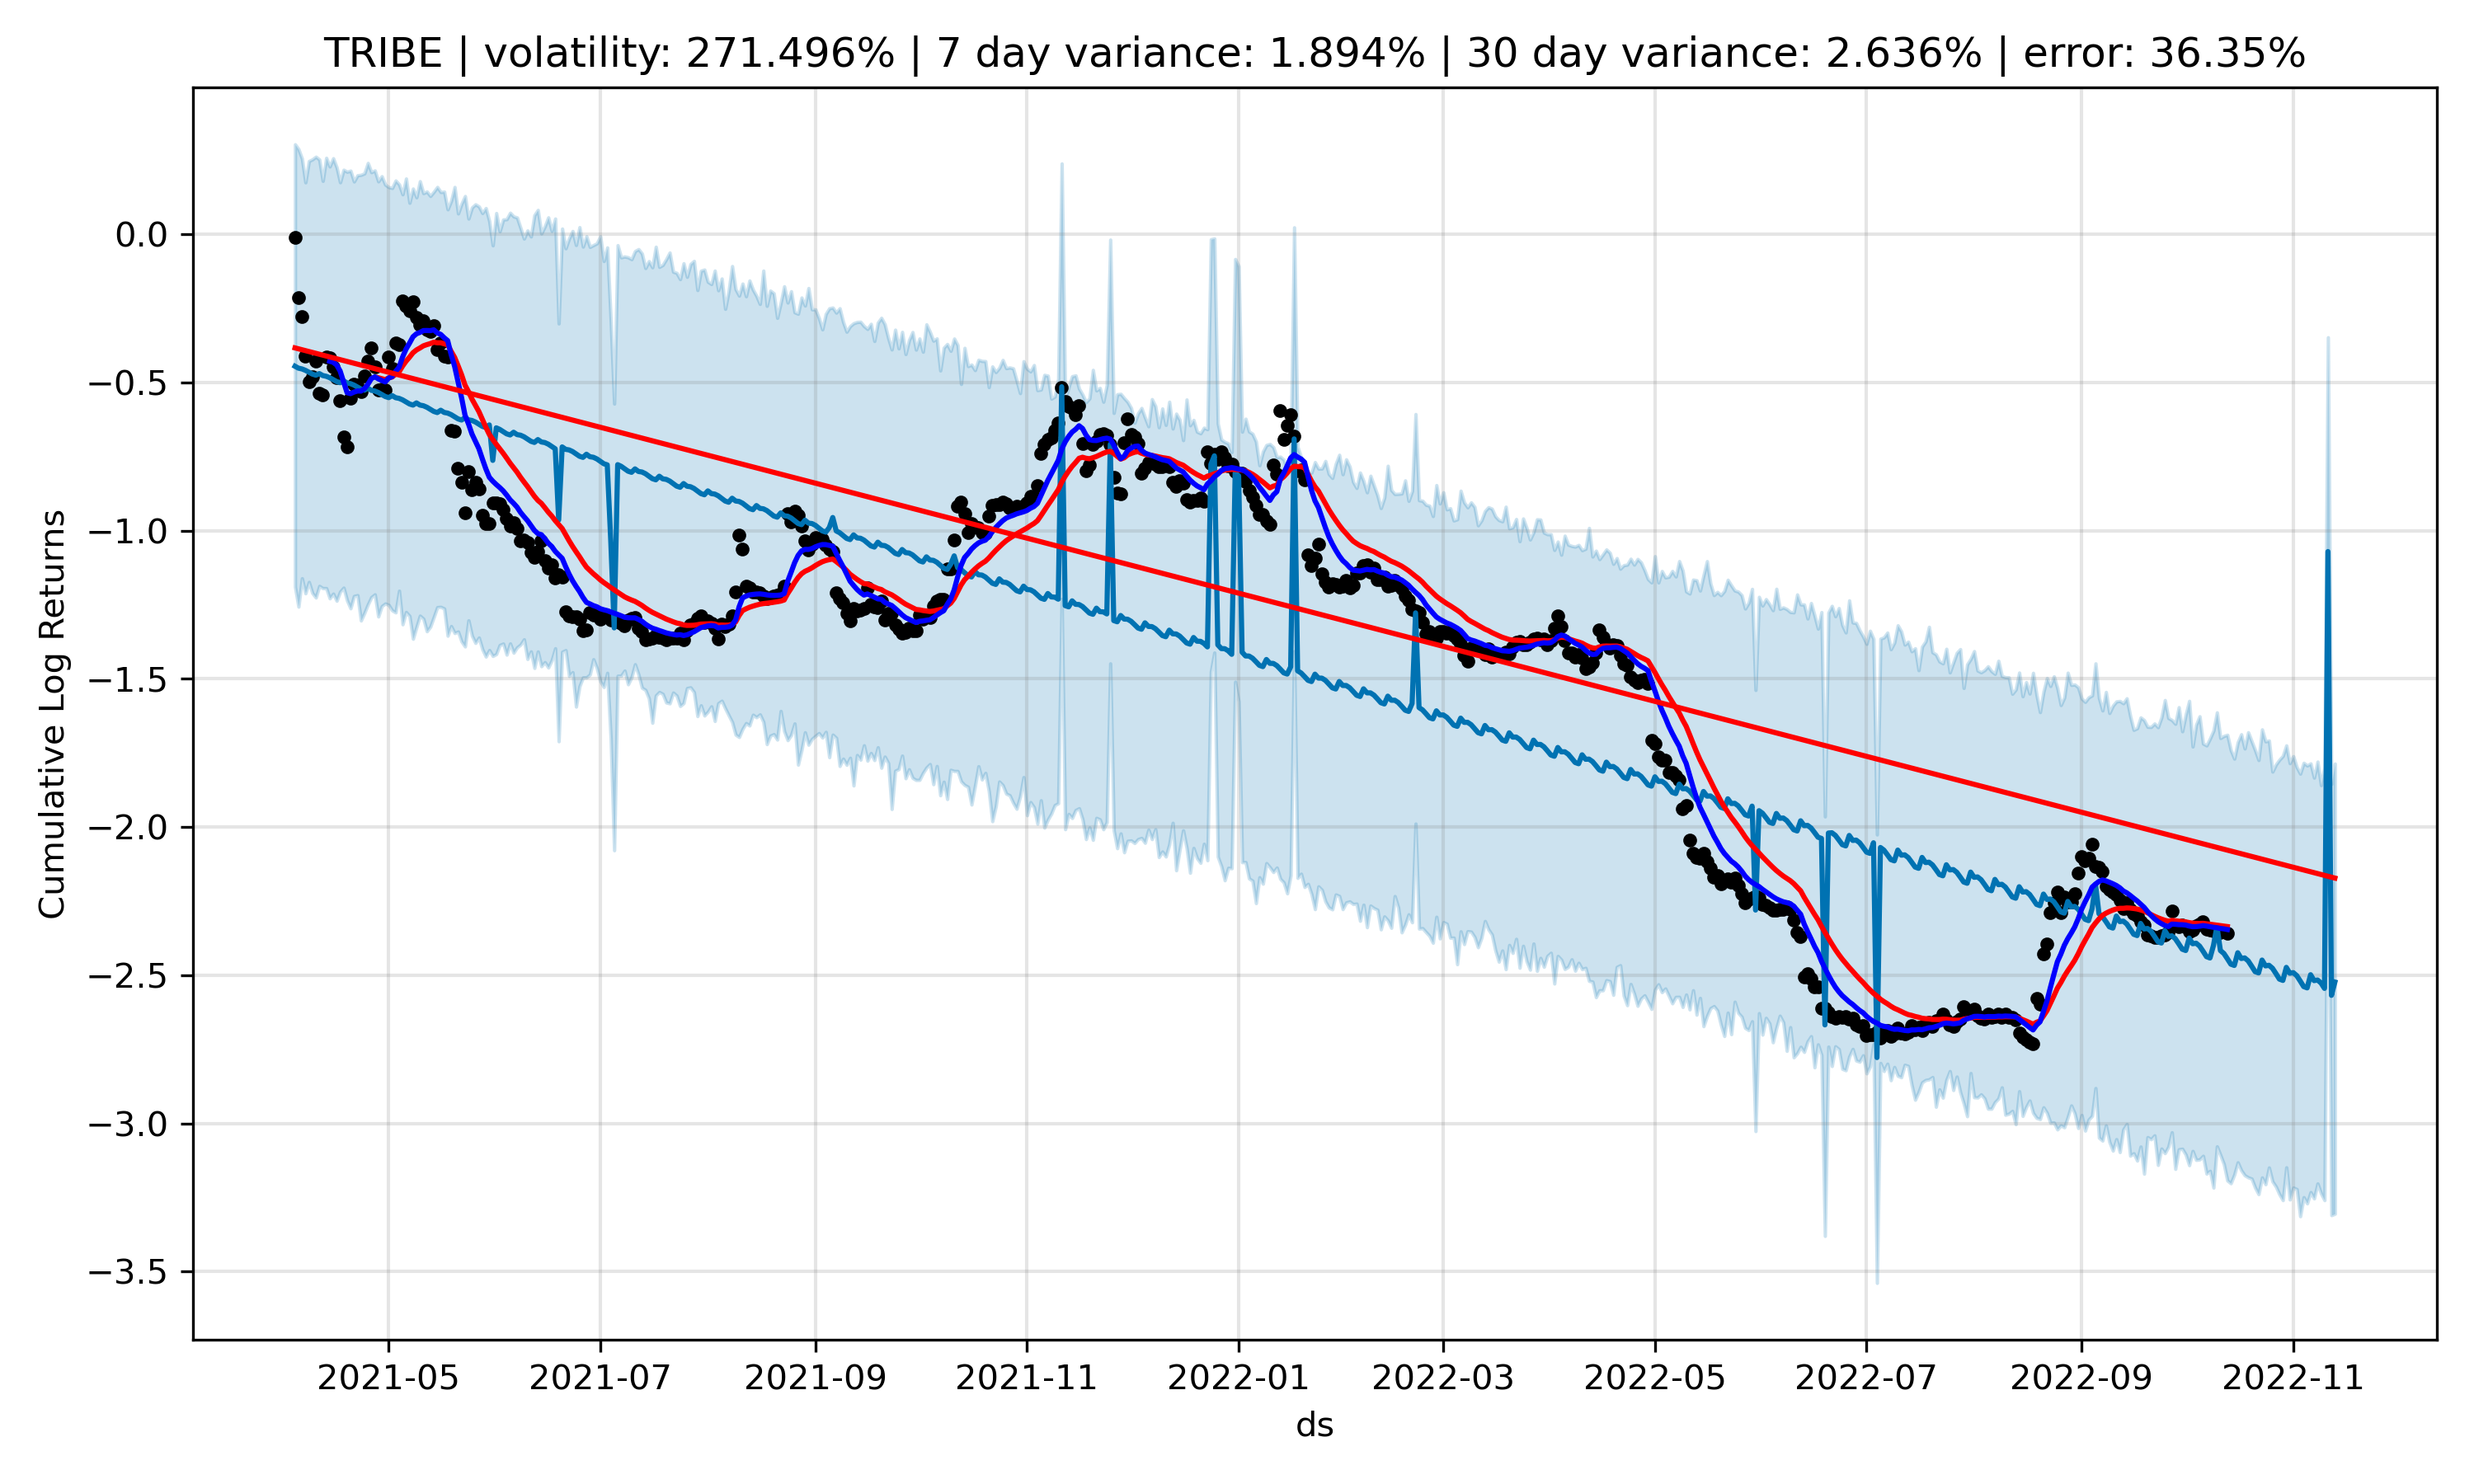 TRIBE | volatility: 271.496% | 7 day variance: 1.894% | 30 day variance: 2.636% | error: 36.35%
Cumulative Log Returns
0.0
−0.5
−1.0
−1.5
−2.0
−2.5
−3.0
−3.5
2021-05 2021-07 2021-09 2021-11 2022-01 2022-03 2022-05 2022-07 2022-09 2022-11
ds